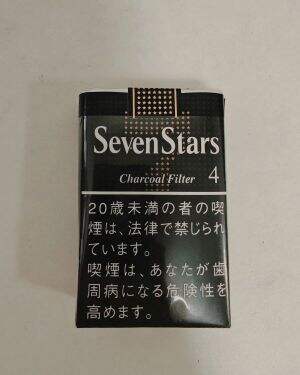 SevenStars
Charcoal Filter 4
20歳未満の者の喫
煙は、法律で禁じられ
ています。
喫煙は、あなたが歯
周病になる危険性を
高めます。